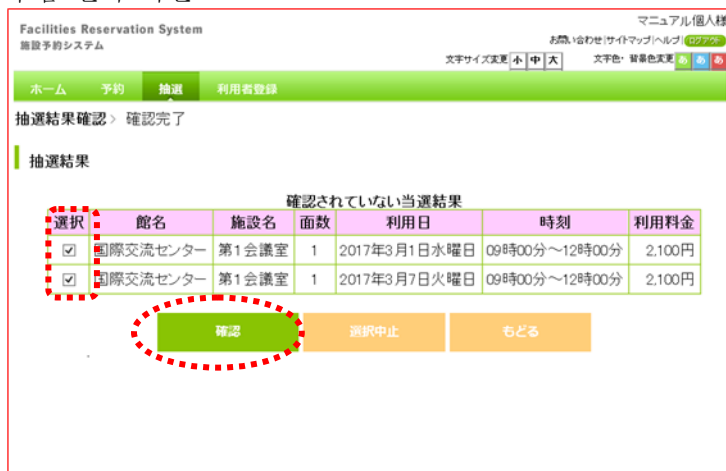 マニュアル個人様
Facilities Reservation System
施設予約システム
お問い合わせ|サイトマップ|ヘルプ|ログアウト
文字サイズ変更 小 中 大 文字色・背景色変更 あ あ あ
ホーム 予約 抽選 利用者登録
抽選結果確認> 確認完了
抽選結果
確認されていない当選結果
選択 館名 施設名 面数 利用日 時刻 利用料金
国際交流センター 第1会議室 1 2017年3月1日水曜日 09時00分~12時00分 2,100円
国際交流センター 第1会議室 1 2017年3月7日火曜日 09時00分~12時00分 2,100円
確認 選択中止 もどる